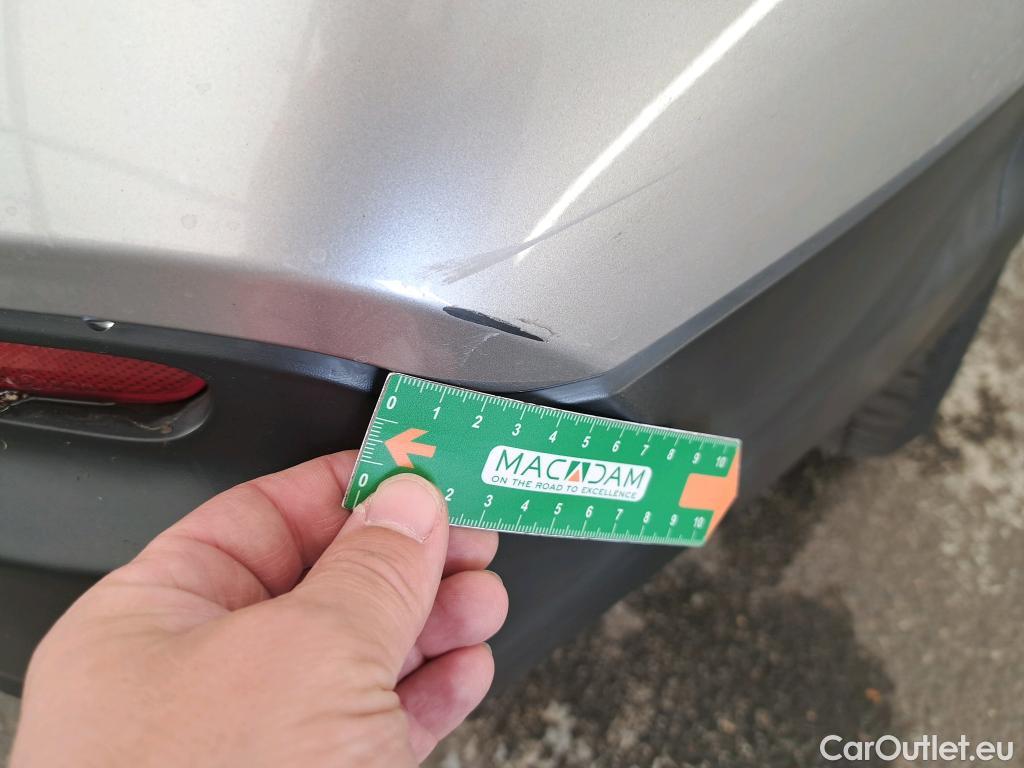 0 1 2 3 4 5 6 7 8 9 10
MACADAM
ON THE ROAD TO EXCELLENCE
0 2 3 4 5 6 7 8 9 10
CarOutlet.eu